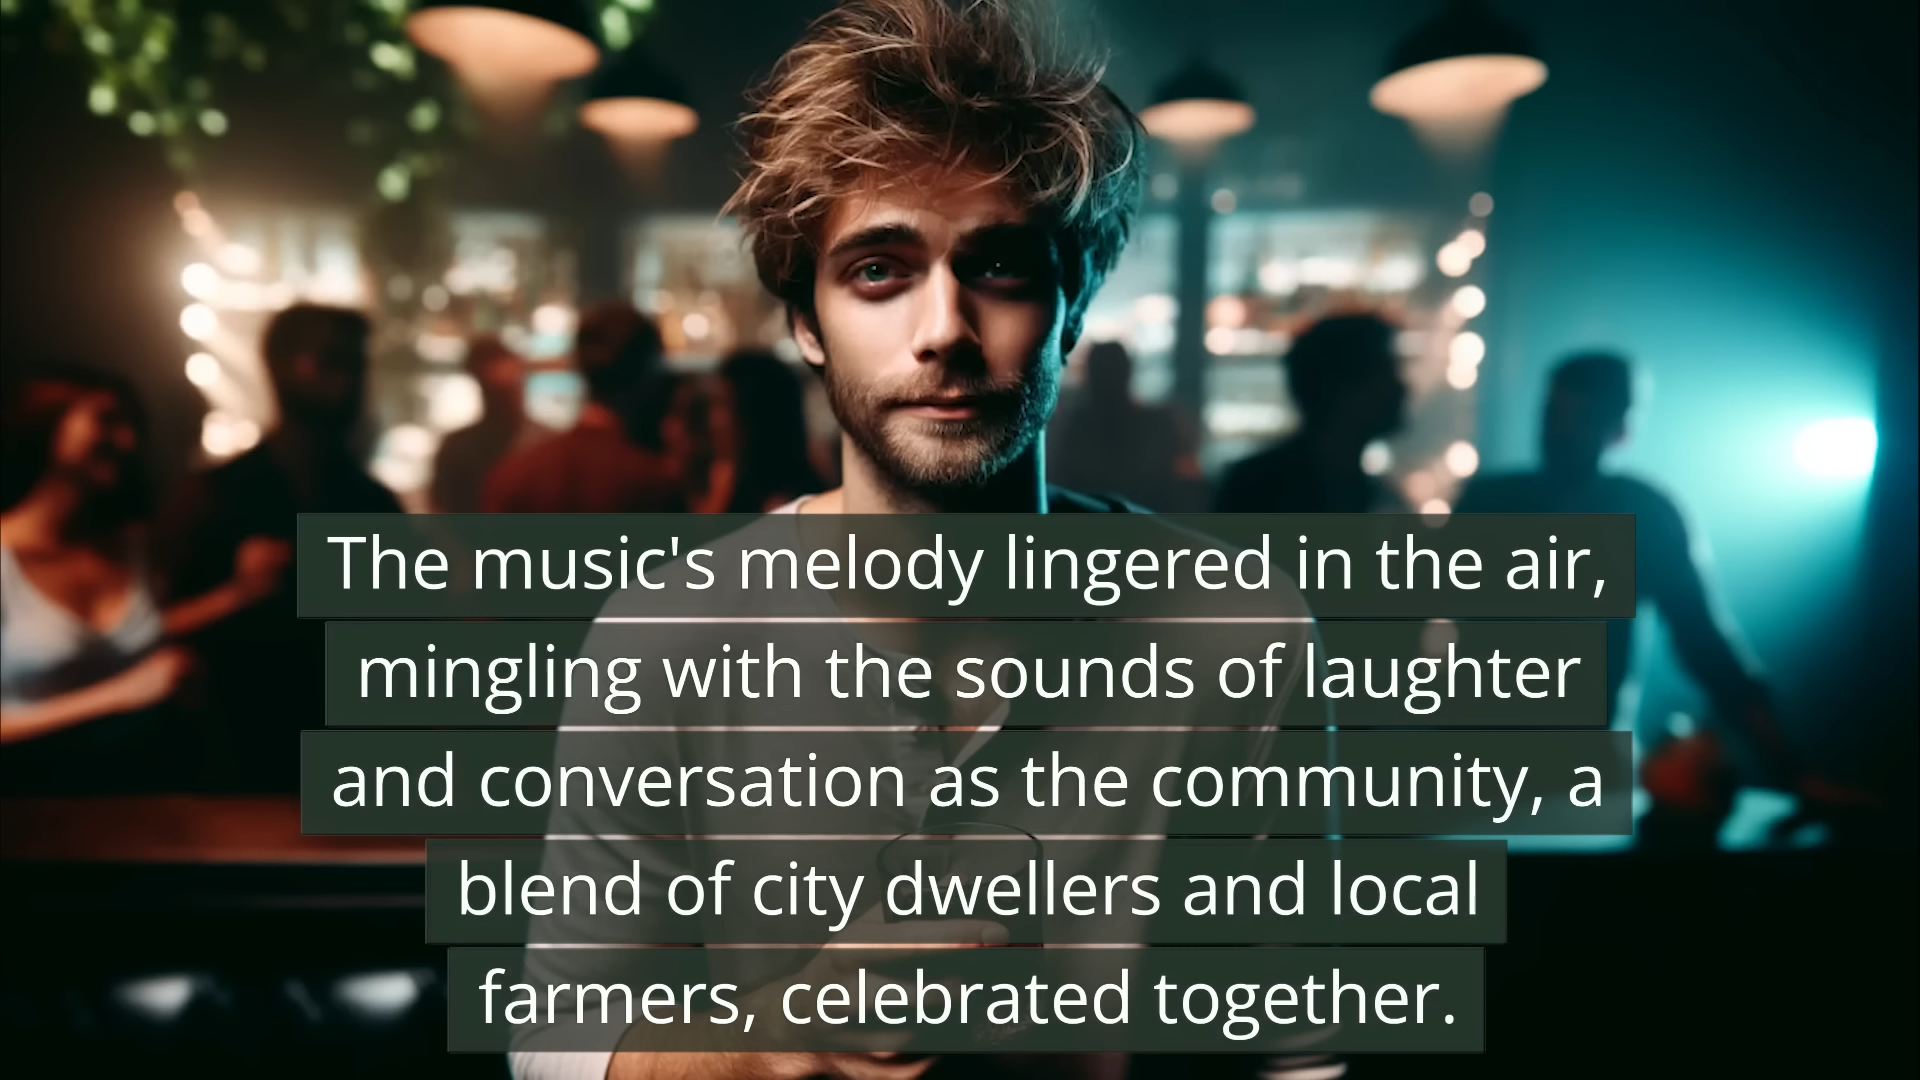 The music's melody lingered in the air,
mingling with the sounds of laughter
and conversation as the community, a
blend of city dwellers and local
farmers, celebrated together.